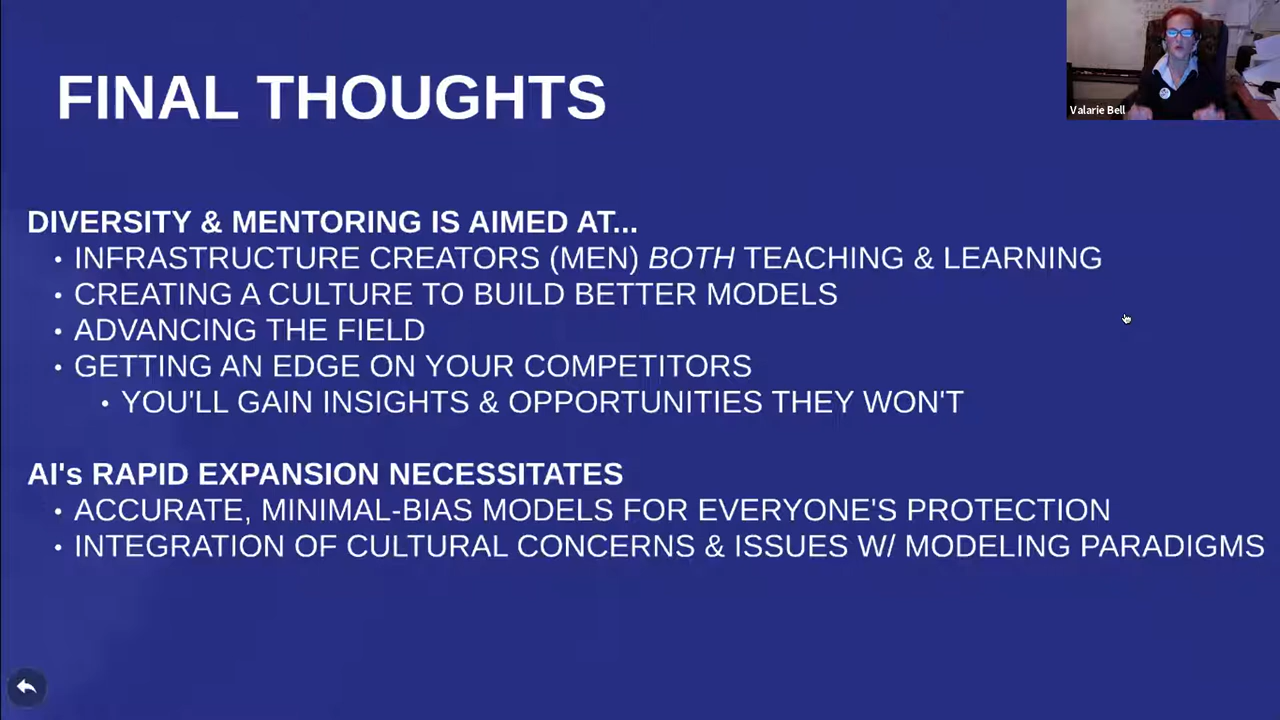 FINAL THOUGHTS
Valarie Bell
DIVERSITY & MENTORING IS AIMED AT...
• INFRASTRUCTURE CREATORS (MEN) BOTH TEACHING & LEARNING
• CREATING A CULTURE TO BUILD BETTER MODELS
• ADVANCING THE FIELD
• GETTING AN EDGE ON YOUR COMPETITORS
• YOU'LL GAIN INSIGHTS & OPPORTUNITIES THEY WON'T
AI's RAPID EXPANSION NECESSITATES
• ACCURATE, MINIMAL-BIAS MODELS FOR EVERYONE'S PROTECTION
• INTEGRATION OF CULTURAL CONCERNS & ISSUES W/ MODELING PARADIGMS